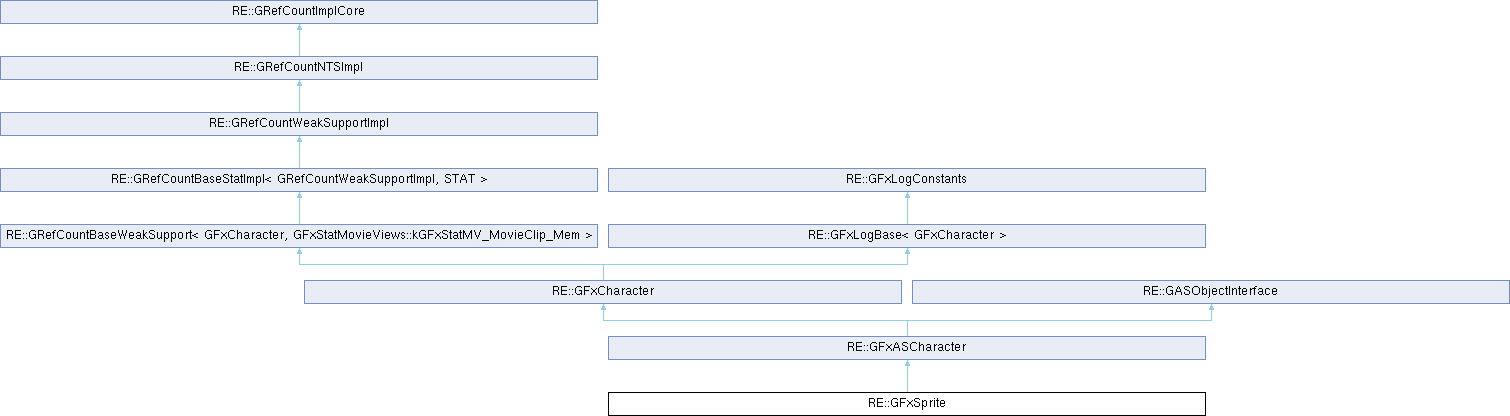 RE::GRefCountImplCore
RE::GRefCountNTSImpl
RE::GRefCountWeakSupportImpl
RE::GRefCountBaseStatImpl< GRefCountWeakSupportImpl, STAT >
RE::GFxLogConstants
RE::GRefCountBaseWeakSupport< GFxCharacter, GFxStatMovieViews::kGFxStatMV_MovieClip_Mem >
RE::GFxLogBase< GFxCharacter >
RE::GFxCharacter
RE::GASObjectInterface
RE::GFxASCharacter
RE::GFxSprite